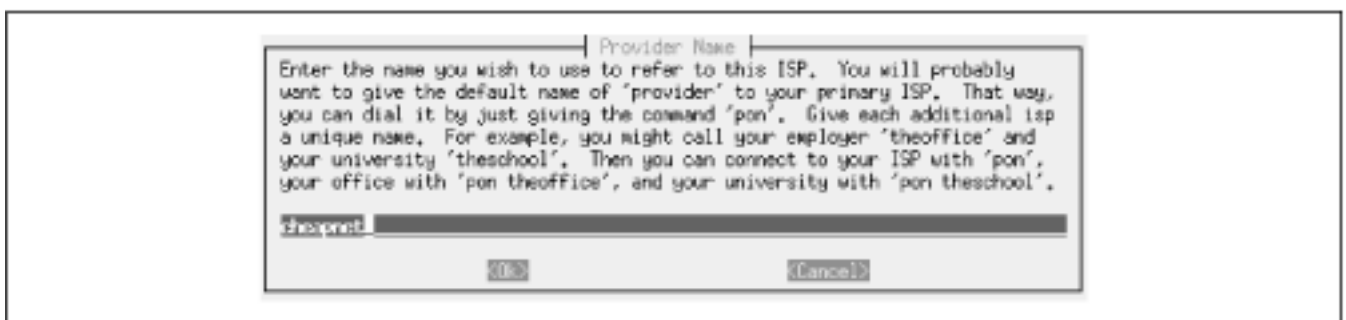 Provider Name
Enter the name you wish to use to refer to this ISP.  You will probably
want to give the default name of 'provider' to your primary ISP.  That way,
you can dial it by just giving the command 'pon'.  Give each additional isp
a unique name.  For example, you might call your employer 'theoffice' and
your university 'theschool'.  Then you can connect to your ISP with 'pon',
your office with 'pon theoffice', and your university with 'pon theschool'.
cheapnet
<Ok> <Cancel>